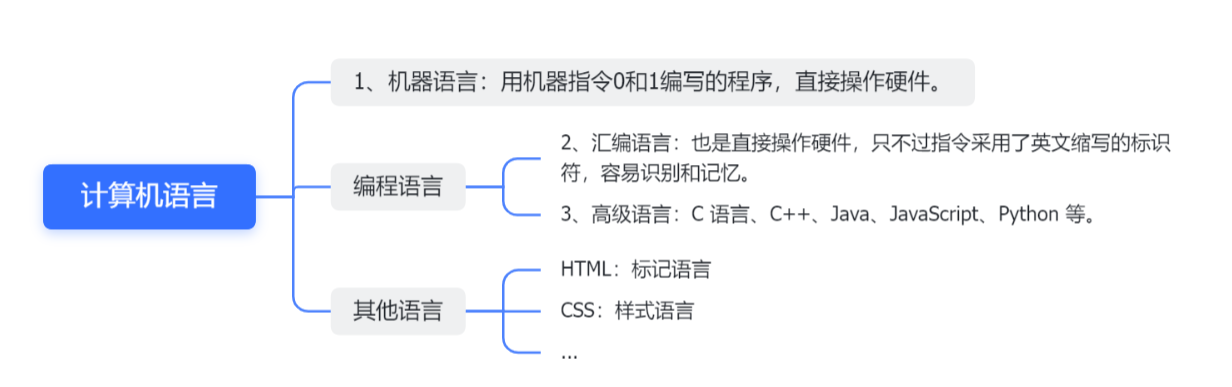 计算机语言
1、机器语言：用机器指令0和1编写的程序，直接操作硬件。
编程语言
2、汇编语言：也是直接操作硬件，只不过指令采用了英文缩写的标识
符，容易识别和记忆。
3、高级语言：C 语言、C++、Java、JavaScript、Python 等。
其他语言
HTML：标记语言
CSS：样式语言
...